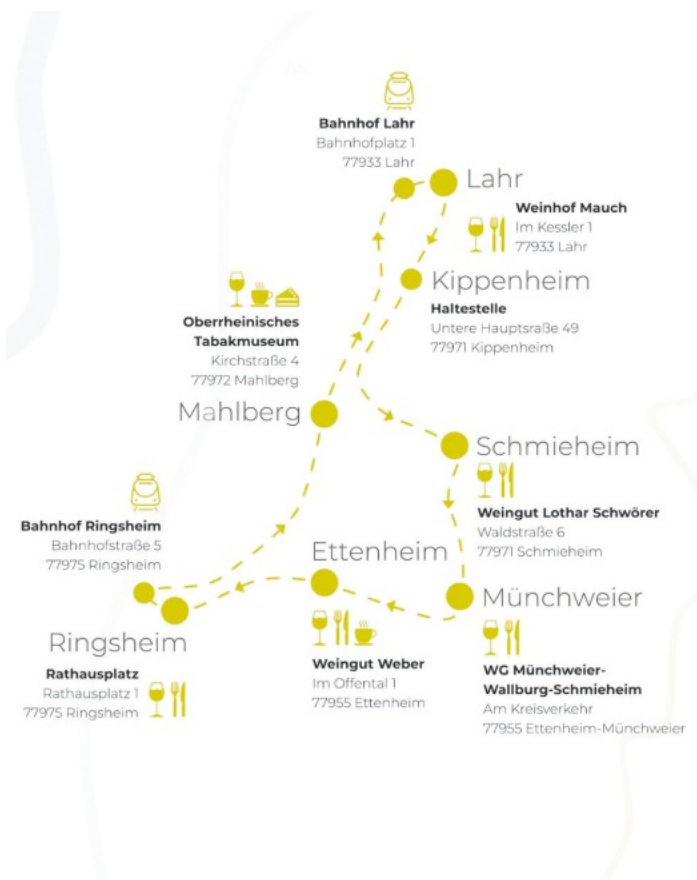 Bahnhof Lahr
Bahnhofplatz 1
77933 Lahr
Lahr
Weinhof Mauch
Im Kessler 1
77933 Lahr
Kippenheim
Haltestelle
Untere Hauptsraße 49
77971 Kippenheim
Oberrheinisches
Tabakmuseum
Kirchstraße 4
77972 Mahlberg
Mahlberg
Schmieheim
Weingut Lothar Schwörer
Waldstraße 6
77971 Schmieheim
Bahnhof Ringsheim
Bahnhofstraße 5
77975 Ringsheim
Ettenheim
Münchweier
Ringsheim
Rathausplatz
Rathausplatz 1
77975 Ringsheim
Weingut Weber
Im Offental 1
77955 Ettenheim
WG Münchweier-
Wallburg-Schmieheim
Am Kreisverkehr
77955 Ettenheim-Münchweier